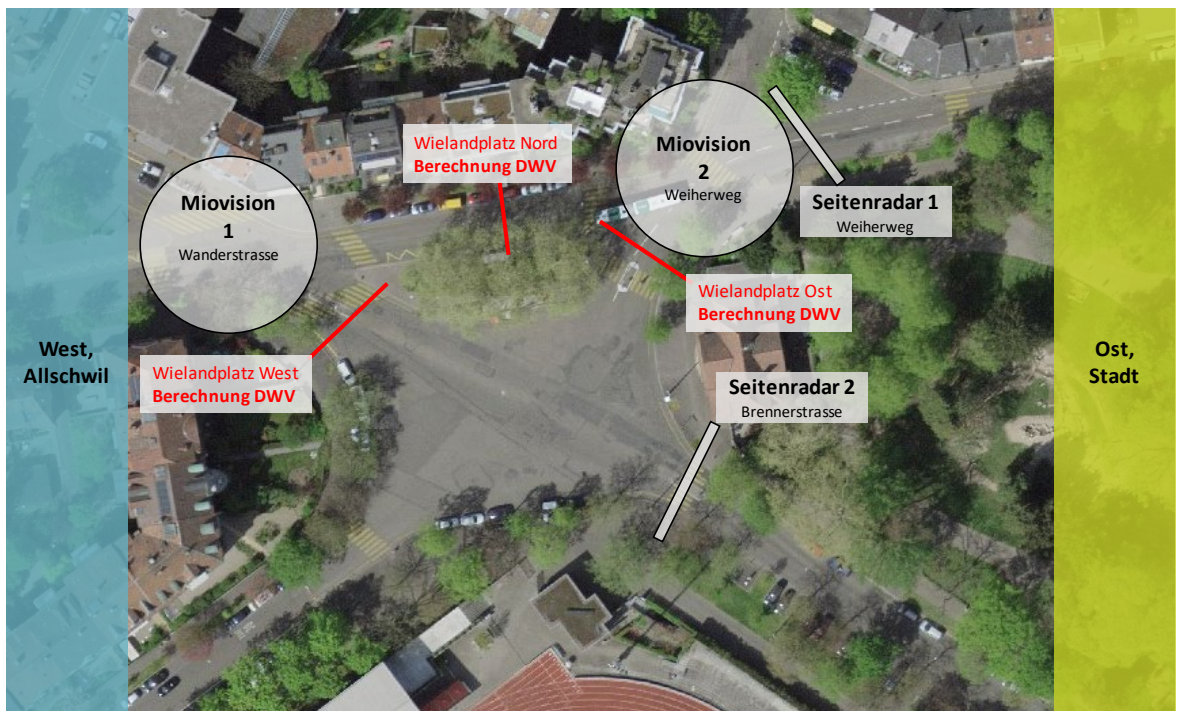 Wielandplatz Nord
Berechnung DWV
Miovision
2
Weiherweg
Miovision
1
Wanderstrasse
Seitenradar 1
Weiherweg
Wielandplatz Ost
Berechnung DWV
West,
Allschwil
Ost,
Stadt
Wielandplatz West
Berechnung DWV
Seitenradar 2
Brennerstrasse